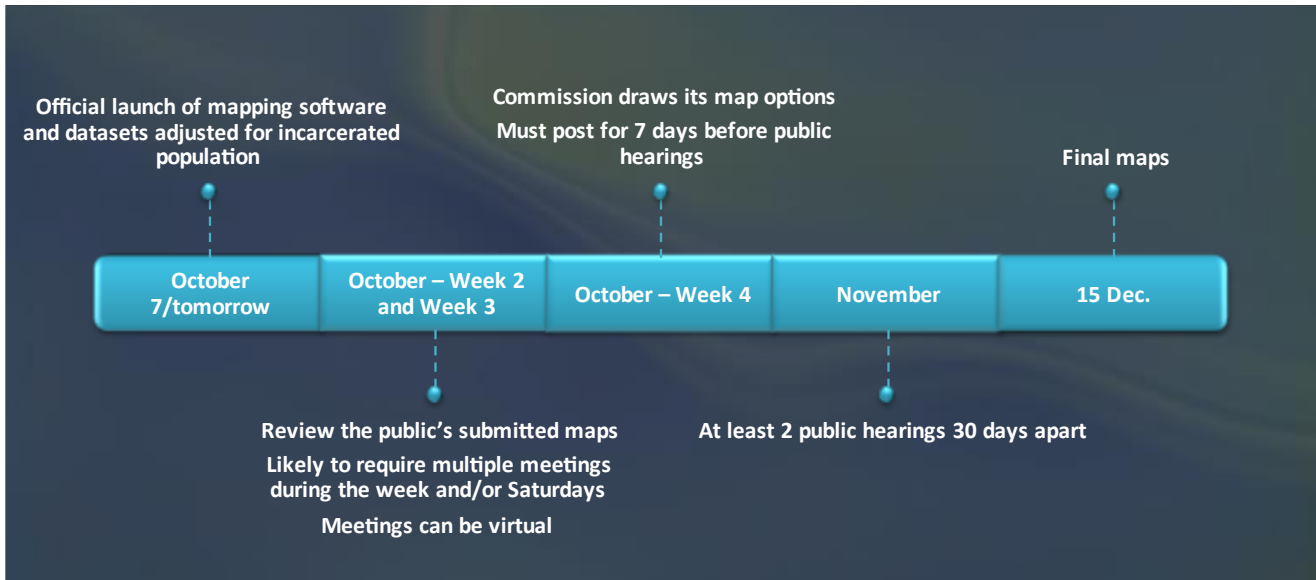 Official launch of mapping software
and datasets adjusted for incarcerated
population
Commission draws its map options
Must post for 7 days before public
hearings
Final maps
October
7/tomorrow
October – Week 2
and Week 3
October – Week 4
November
15 Dec.
Review the public’s submitted maps
Likely to require multiple meetings
during the week and/or Saturdays
Meetings can be virtual
At least 2 public hearings 30 days apart